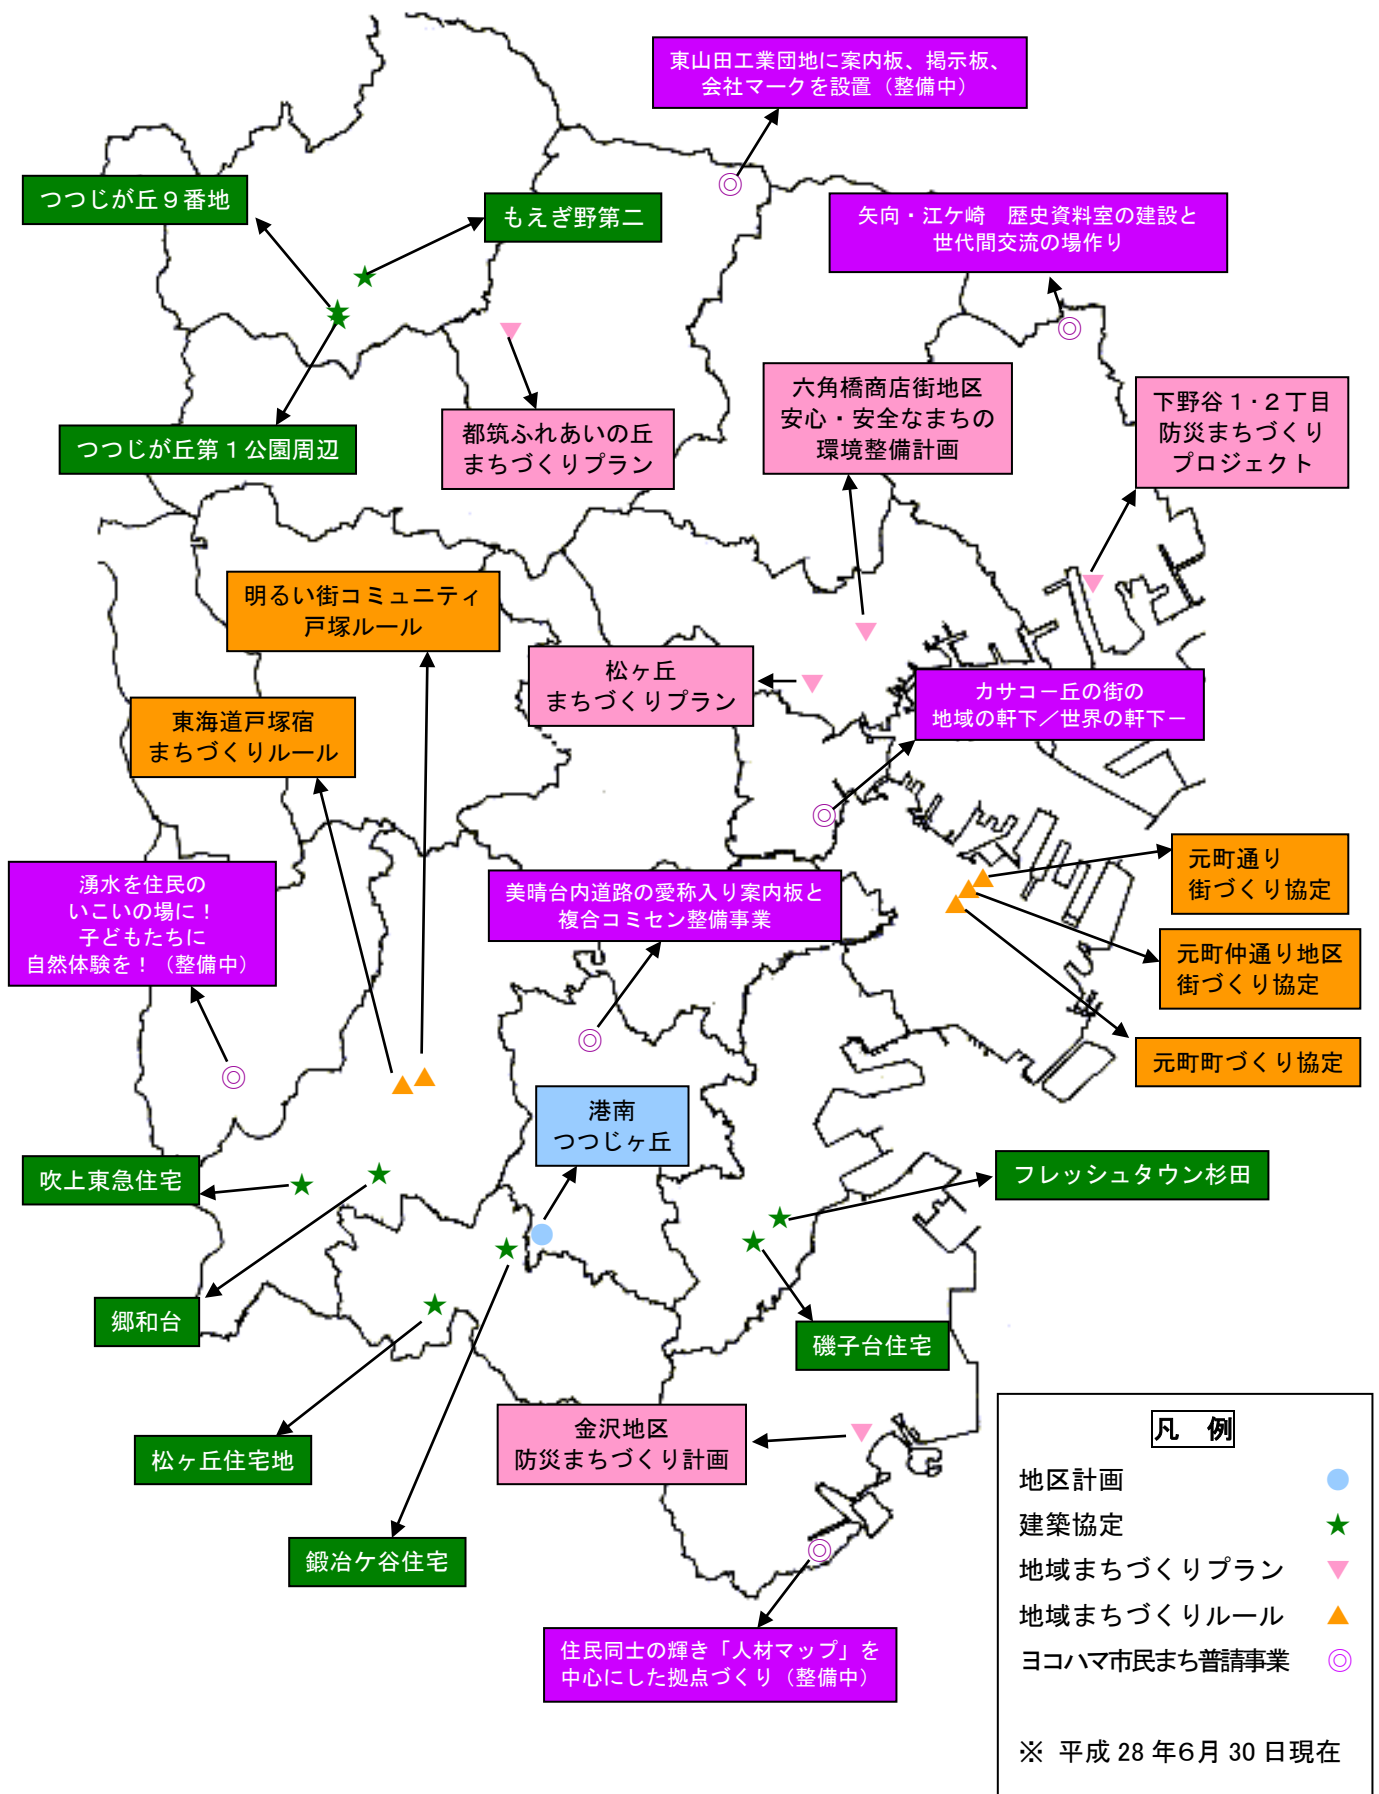 東山田工業団地に案内板、掲示板、
会社マークを設置（整備中）
つつじが丘９番地
もえぎ野第二
矢向・江ケ崎　歴史資料室の建設と
世代間交流の場作り
六角橋商店街地区
安心・安全なまちの
環境整備計画
下野谷１・２丁目
防災まちづくり
プロジェクト
都筑ふれあいの丘
まちづくりプラン
つつじが丘第１公園周辺
明るい街コミュニティ
戸塚ルール
松ヶ丘
まちづくりプラン
カサコー丘の街の
地域の軒下／世界の軒下ー
東海道戸塚宿
まちづくりルール
元町通り
街づくり協定
湧水を住民の
いこいの場に！
子どもたちに
自然体験を！（整備中）
美晴台内道路の愛称入り案内板と
複合コミセン整備事業
元町仲通り地区
街づくり協定
元町町づくり協定
港南
つつじヶ丘
吹上東急住宅
フレッシュタウン杉田
郷和台
磯子台住宅
松ヶ丘住宅地
金沢地区
防災まちづくり計画
鍛冶ケ谷住宅
住民同士の輝き「人材マップ」を
中心にした拠点づくり（整備中）
凡　例
地区計画
建築協定
地域まちづくりプラン
地域まちづくりルール
ヨコハマ市民まち普請事業
※ 平成 28 年６月 30 日現在